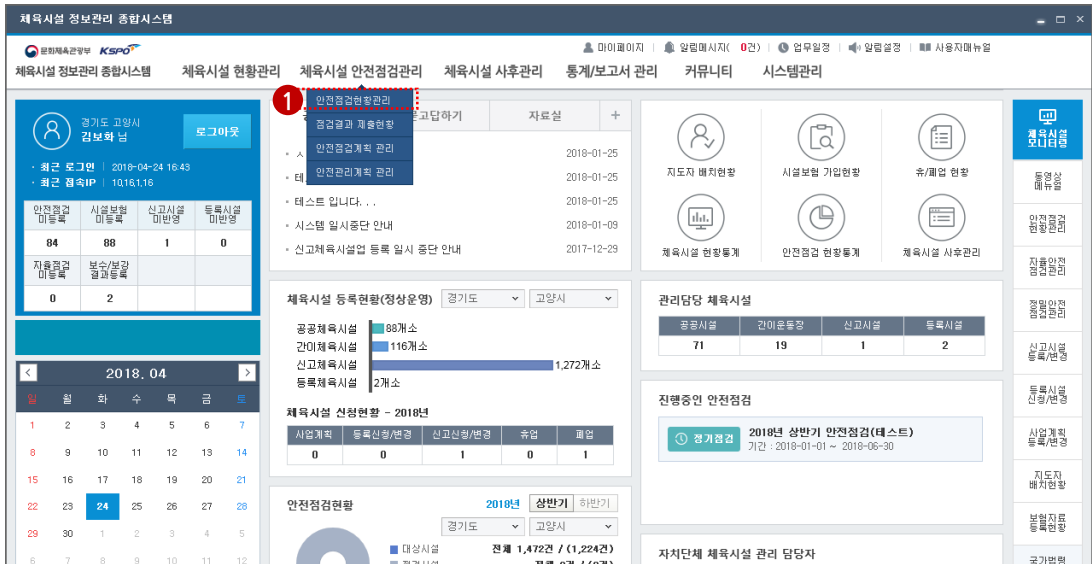 체육시설 정보관리 종합시스템
문화체육관광부 KSPO
마이페이지 | 알림메시지( 0건) | 업무일정 | 알림설정 | 사용자매뉴얼
체육시설 정보관리 종합시스템 체육시설 현황관리 체육시설 안전점검관리 체육시설 사후관리 통계/보고서 관리 커뮤니티 시스템관리
1
안전점검현황관리
점검결과 제출현황
안전점검계획 관리
안전관리계획 관리
경기도 고양시
김보화 님
로그아웃
· 최근 로그인 | 2018-04-24 16:43
· 최근 접속IP | 10.16.1.16
안전점검 미등록 시설보험 미등록 신고시설 미반영 등록시설 미반영
84 88 1 0
자율점검 미등록 보수/보강 결과등록
0 2
묻고답하기 자료실 +
2018-01-25
2018-01-25
· 테스트 입니다. . . 2018-01-25
· 시스템 일시중단 안내 2018-01-09
· 신고체육시설업 등록 일시 중단 안내 2017-12-29
지도자 배치현황 시설보험 가입현황 휴/폐업 현황
체육시설 현황통계 안전점검 현황통계 체육시설 사후관리
체육시설 등록현황(정상운영) 경기도 고양시
공공체육시설 88개소
간이체육시설 116개소
신고체육시설 1,272개소
등록체육시설 2개소
체육시설 신청현황 - 2018년
사업계획 등록신청/변경 신고신청/변경 휴업 폐업
0 0 1 0 1
관리담당 체육시설
공공시설 간이운동장 신고시설 등록시설
71 19 1 2
진행중인 안전점검
정기점검 2018년 상반기 안전점검(테스트)
기간 : 2018-01-01 ~ 2018-06-30
< 2018. 04 >
일 월 화 수 목 금 토
1 2 3 4 5 6 7
8 9 10 11 12 13 14
15 16 17 18 19 20 21
22 23 24 25 26 27 28
29 30 1 2 3 4 5
6 7 8 9 10 11 12
안전점검현황 2018년 상반기 하반기
경기도 고양시
대상시설 전체 1,472건 / (1,224건)
자치단체 체육시설 관리 담당자
체육시설
모니터링
동영상
매뉴얼
안전점검
현황관리
자율안전
점검관리
정밀안전
점검관리
신고시설
등록/변경
등록시설
신청/변경
사업계획
등록/변경
지도자
배치현황
보험자료
등록현황
국가법령